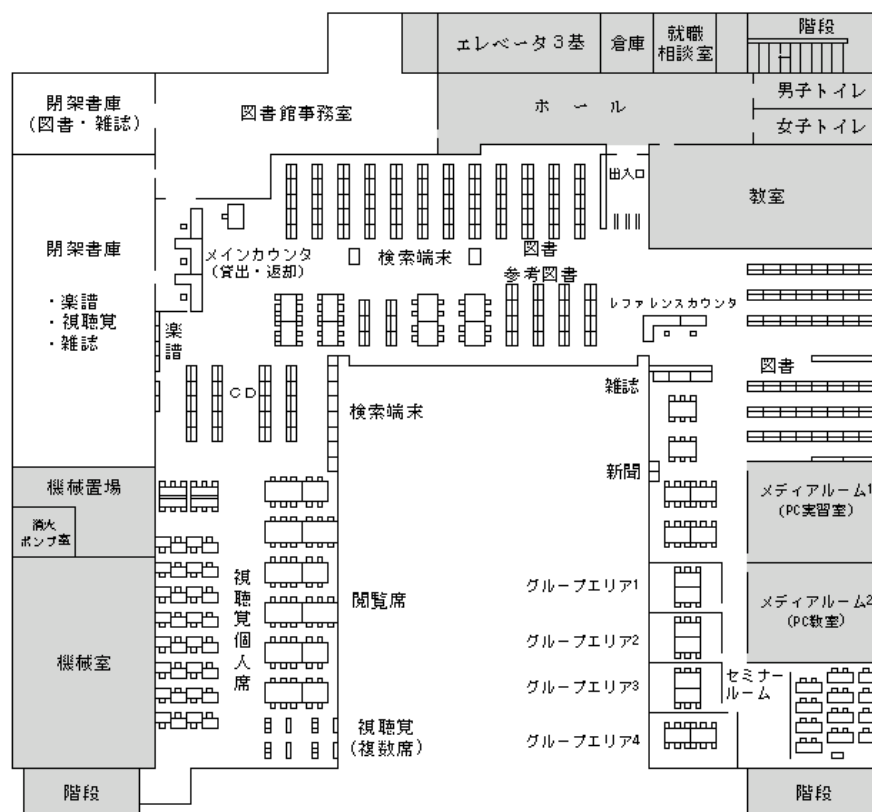 エレベータ3基
倉庫
就職
相談室
階段
閉架書庫
(図書・雑誌)
図書館事務室
ホール
男子トイレ
女子トイレ
出入口
教室
閉架書庫
・楽譜
・視聴覚
・雑誌
メインカウンタ
(貸出・返却)
検索端末
図書
参考図書
レファレンスカウンタ
楽譜
図書
CD
雑誌
検索端末
新聞
機械置場
メディアルーム1
(PC実習室)
消火
ポンプ室
視聴覚個人席
閲覧席
グループエリア1
メディアルーム2
(PC教室)
グループエリア2
機械室
グループエリア3
セミナー
ルーム
視聴覚
(複数席)
グループエリア4
階段
階段